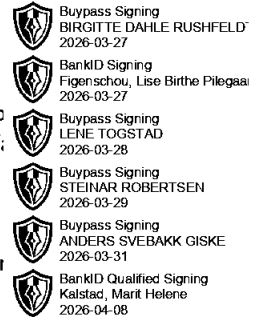 Buypass Signing
BIRGITTE DAHLE RUSHFELDT
2026-03-27
BankID Signing
Figenschou, Lise Birthe Pilegaa
2026-03-27
Buypass Signing
LENE TOGSTAD
2026-03-28
Buypass Signing
STEINAR ROBERTSEN
2026-03-29
Buypass Signing
ANDERS SVEBAKK GISKE
2026-03-31
BankID Qualified Signing
Kalstad, Marit Helene
2026-04-08